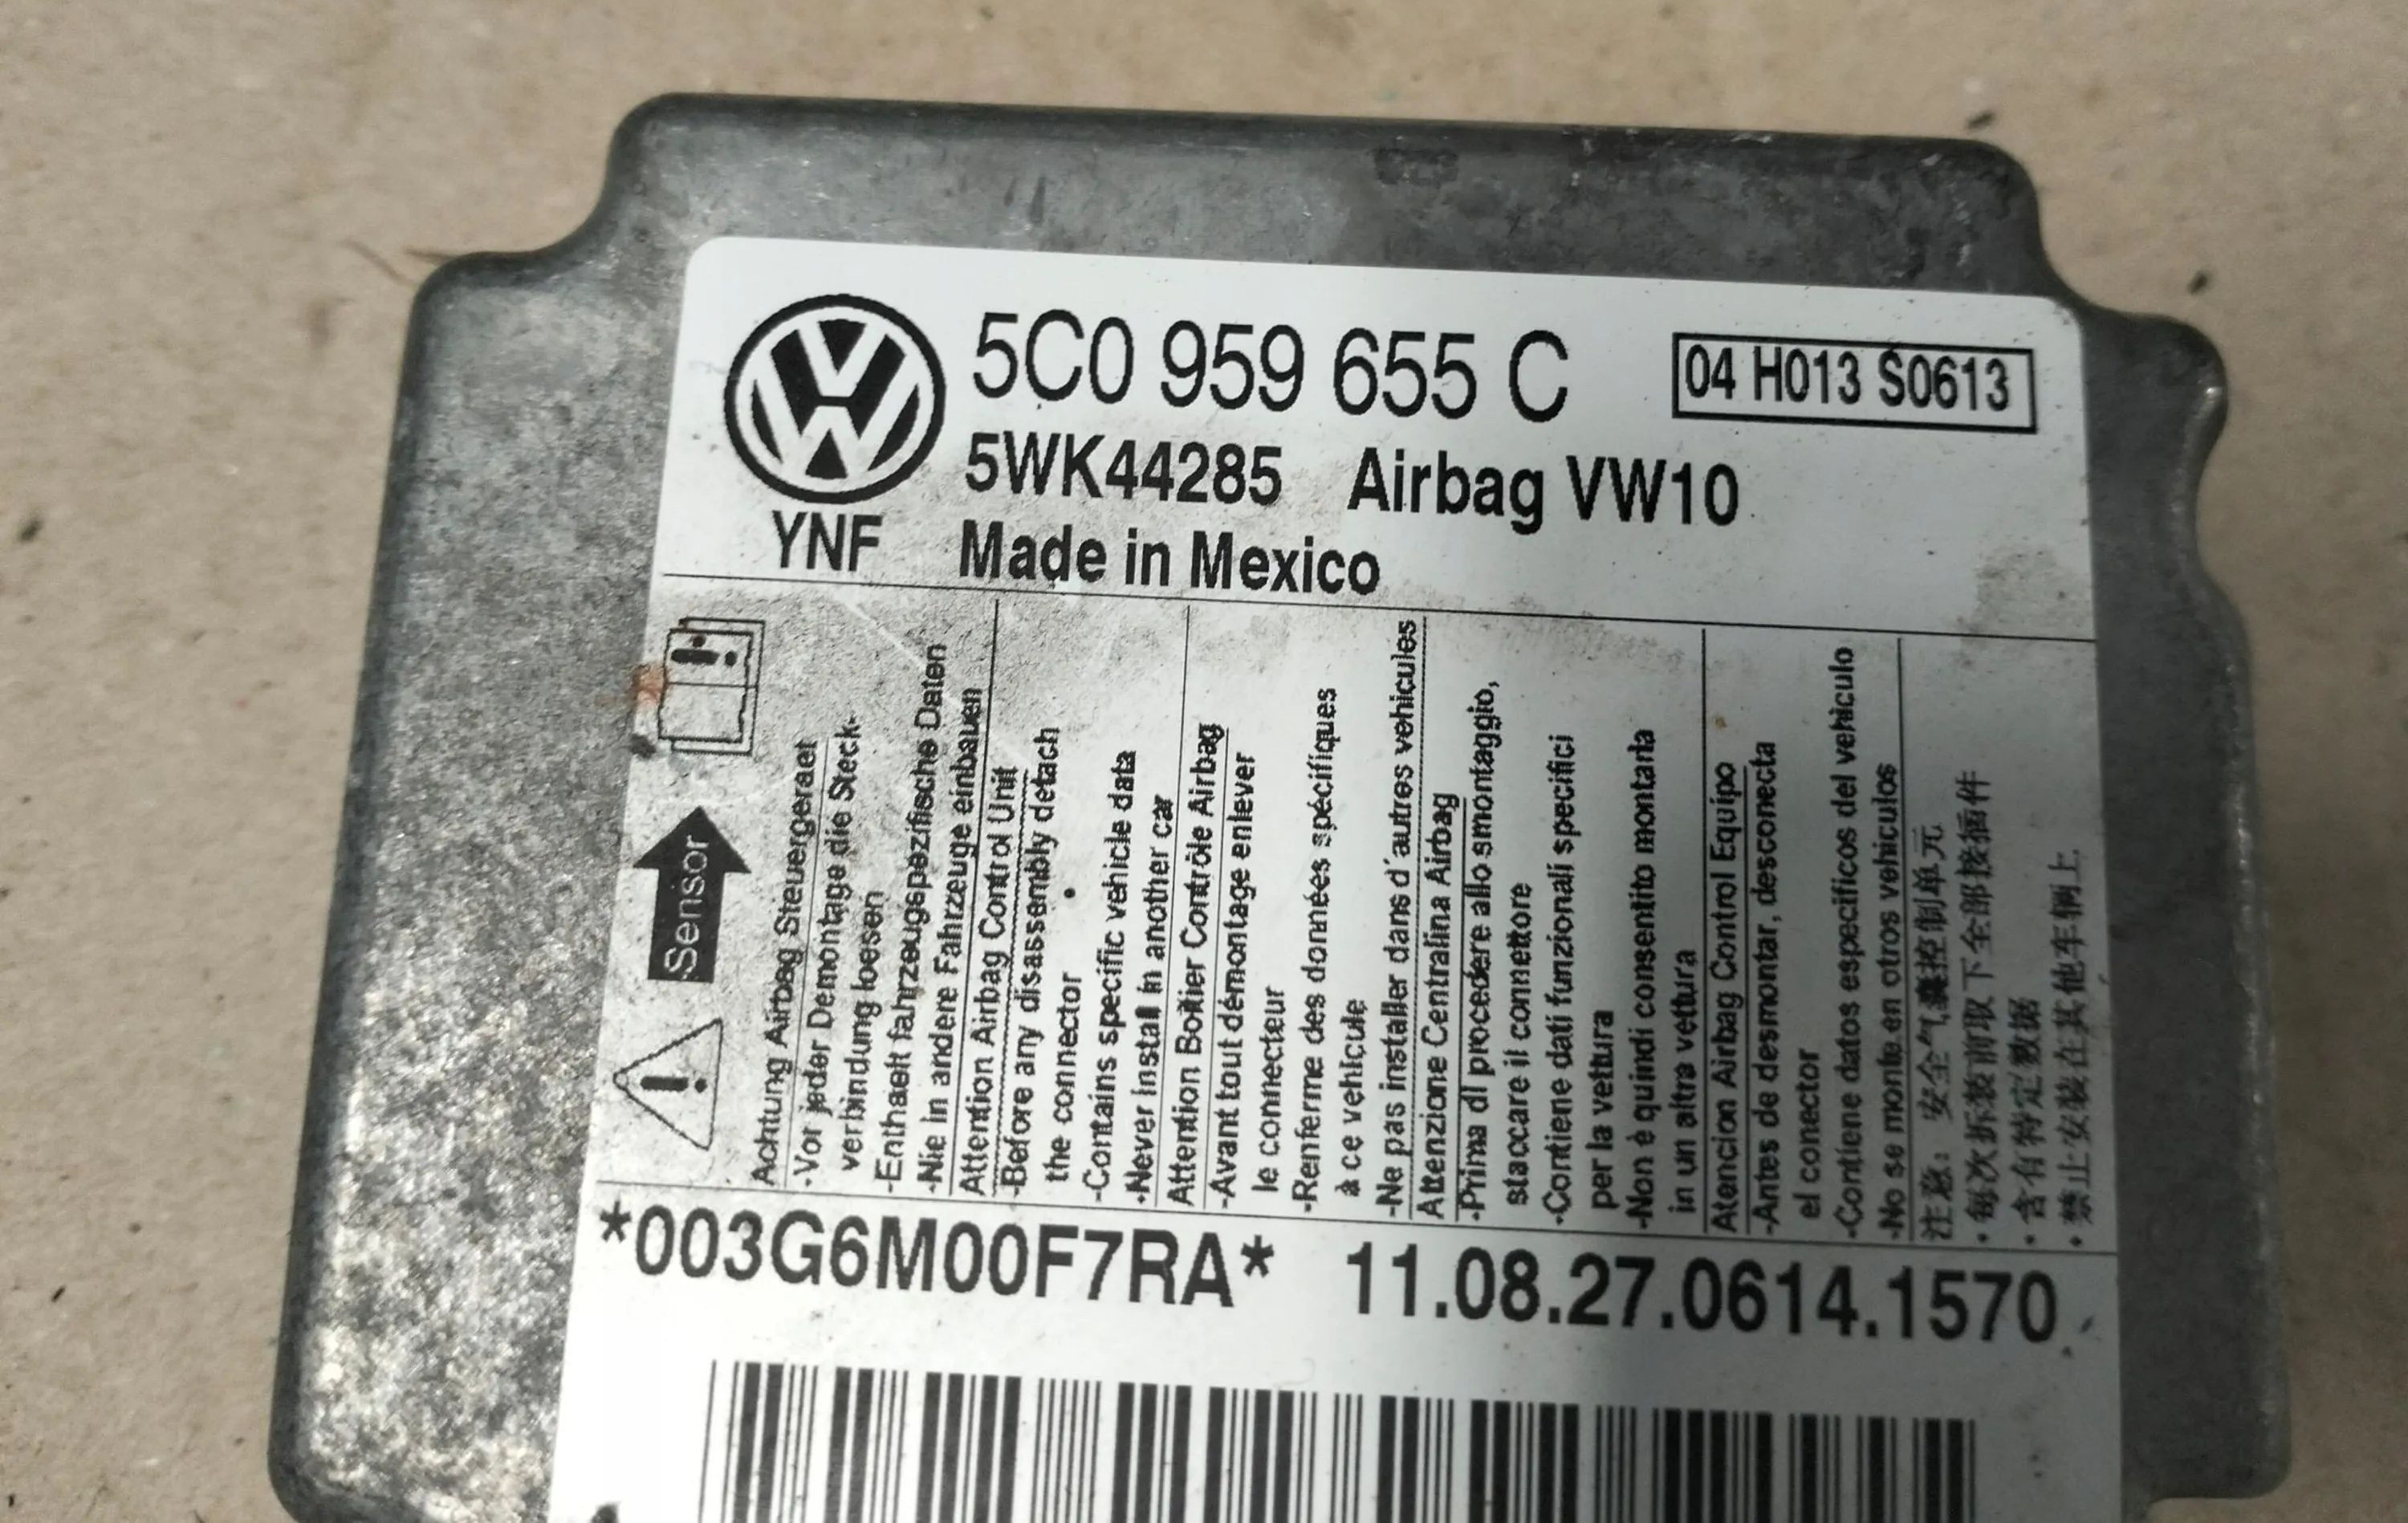 5C0 959 655 C
04 H013 S0613
5WK44285 Airbag VW10
YNF Made in Mexico
Sensor
Achtung Airbag Steuergeraet
-Vor jeder Demontage die Steck-
verbindung loesen
-Enthaelt fahrzeugspezifische Daten
-Nie in andere Fahrzeuge einbauen
Attention Airbag Control Unit
-Before any disassembly detach
the connector
-Contains specific vehicle data
-Never install in another car
Attention Boîtier Contrôle Airbag
-Avant tout démontage enlever
le connecteur
-Renferme des données spécifiques
à ce vehicule
-Ne pas installer dans d'autres vehicules
Attenzione Centralina Airbag
-Prima di procedere allo smontaggio,
staccare il connettore
-Contiene dati funzionali specifici
per la vettura
-Non è quindi consentito montarla
in un altra vettura
Atencion Airbag Control Equipo
-Antes de desmontar, desconecta
el conector
-Contiene datos especificos del vehiculo
-No se monte en otros vehiculos
注意：安全气囊控制单元
·每次拆装前取下全部接插件
·含有特定数据
·禁止安装在其他车辆上
*003G6M00F7RA* 11.08.27.0614.1570